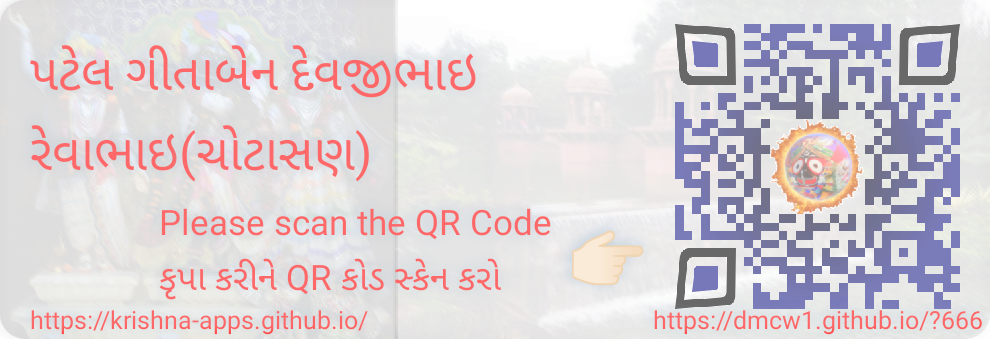 પટેલ ગીતાબેન દેવજીભાઇ
રેવાભાઇ(ચોટાસણ)
Please scan the QR Code
કૃપા કરીને QR કોડ સ્કેન કરો
https://krishna-apps.github.io/
https://dmcw1.github.io/?666